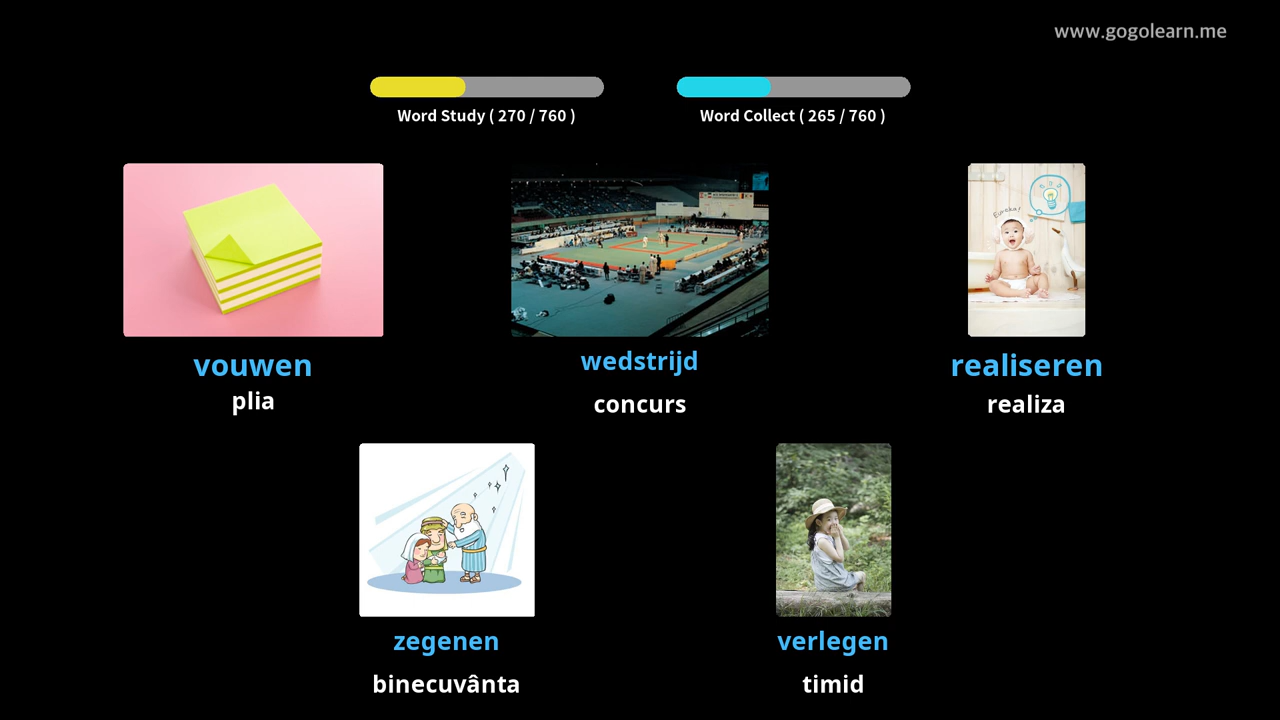 www.gogolearn.me
Word Study ( 270 / 760 )
Word Collect ( 265 / 760 )
Eureka!
vouwen
plia
wedstrijd
concurs
realiseren
realiza
zegenen
binecuvânta
verlegen
timid